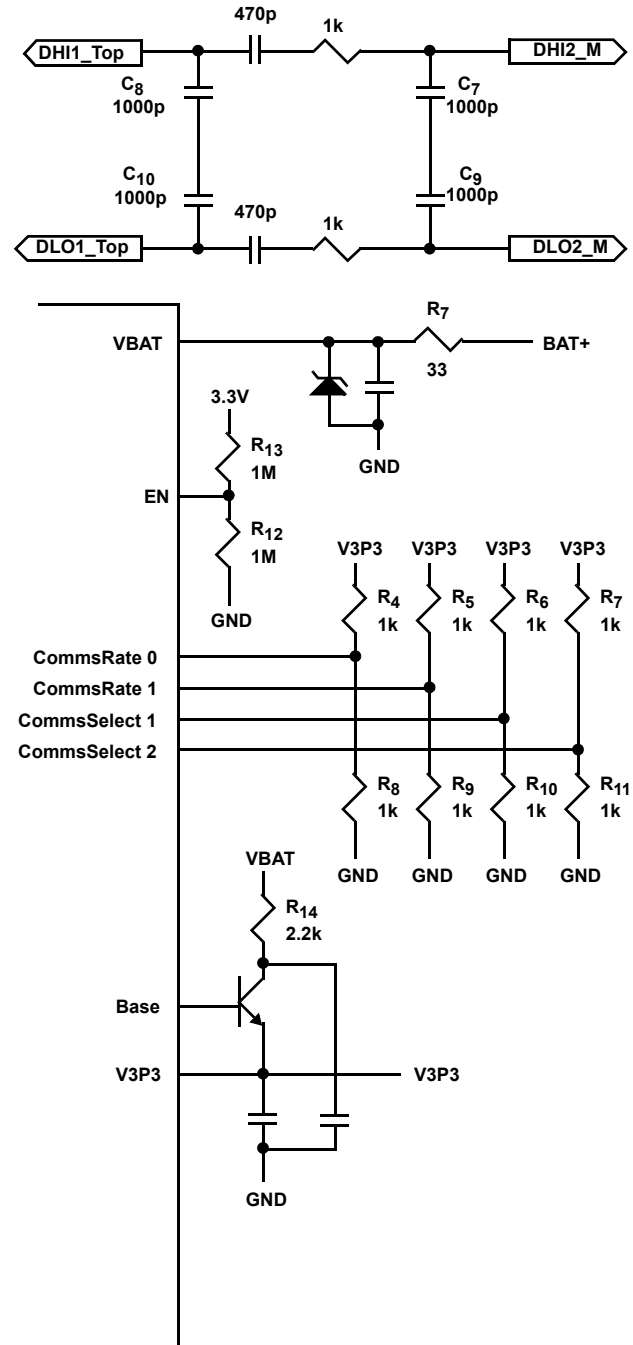 470p
1k
DHI1_Top
DHI2_M
C8
1000p
C7
1000p
C10
1000p
C9
1000p
470p
1k
DLO1_Top
DLO2_M
R7
VBAT
BAT+
33
3.3V
GND
R13
1M
EN
R12
1M
GND
V3P3 V3P3 V3P3 V3P3
R4 R5 R6 R7
1k 1k 1k 1k
CommsRate 0
CommsRate 1
CommsSelect 1
CommsSelect 2
R8 R9 R10 R11
1k 1k 1k 1k
GND GND GND GND
VBAT
R14
2.2k
Base
V3P3
V3P3
GND